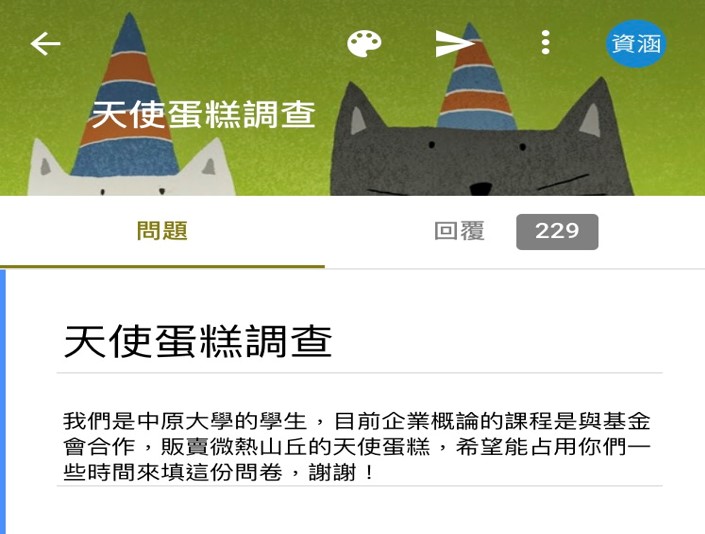 資涵
天使蛋糕調查
問題
回覆 229
天使蛋糕調查
我們是中原大學的學生，目前企業概論的課程是與基金
會合作，販賣微熱山丘的天使蛋糕，希望能占用你們一
些時間來填這份問卷，謝謝！